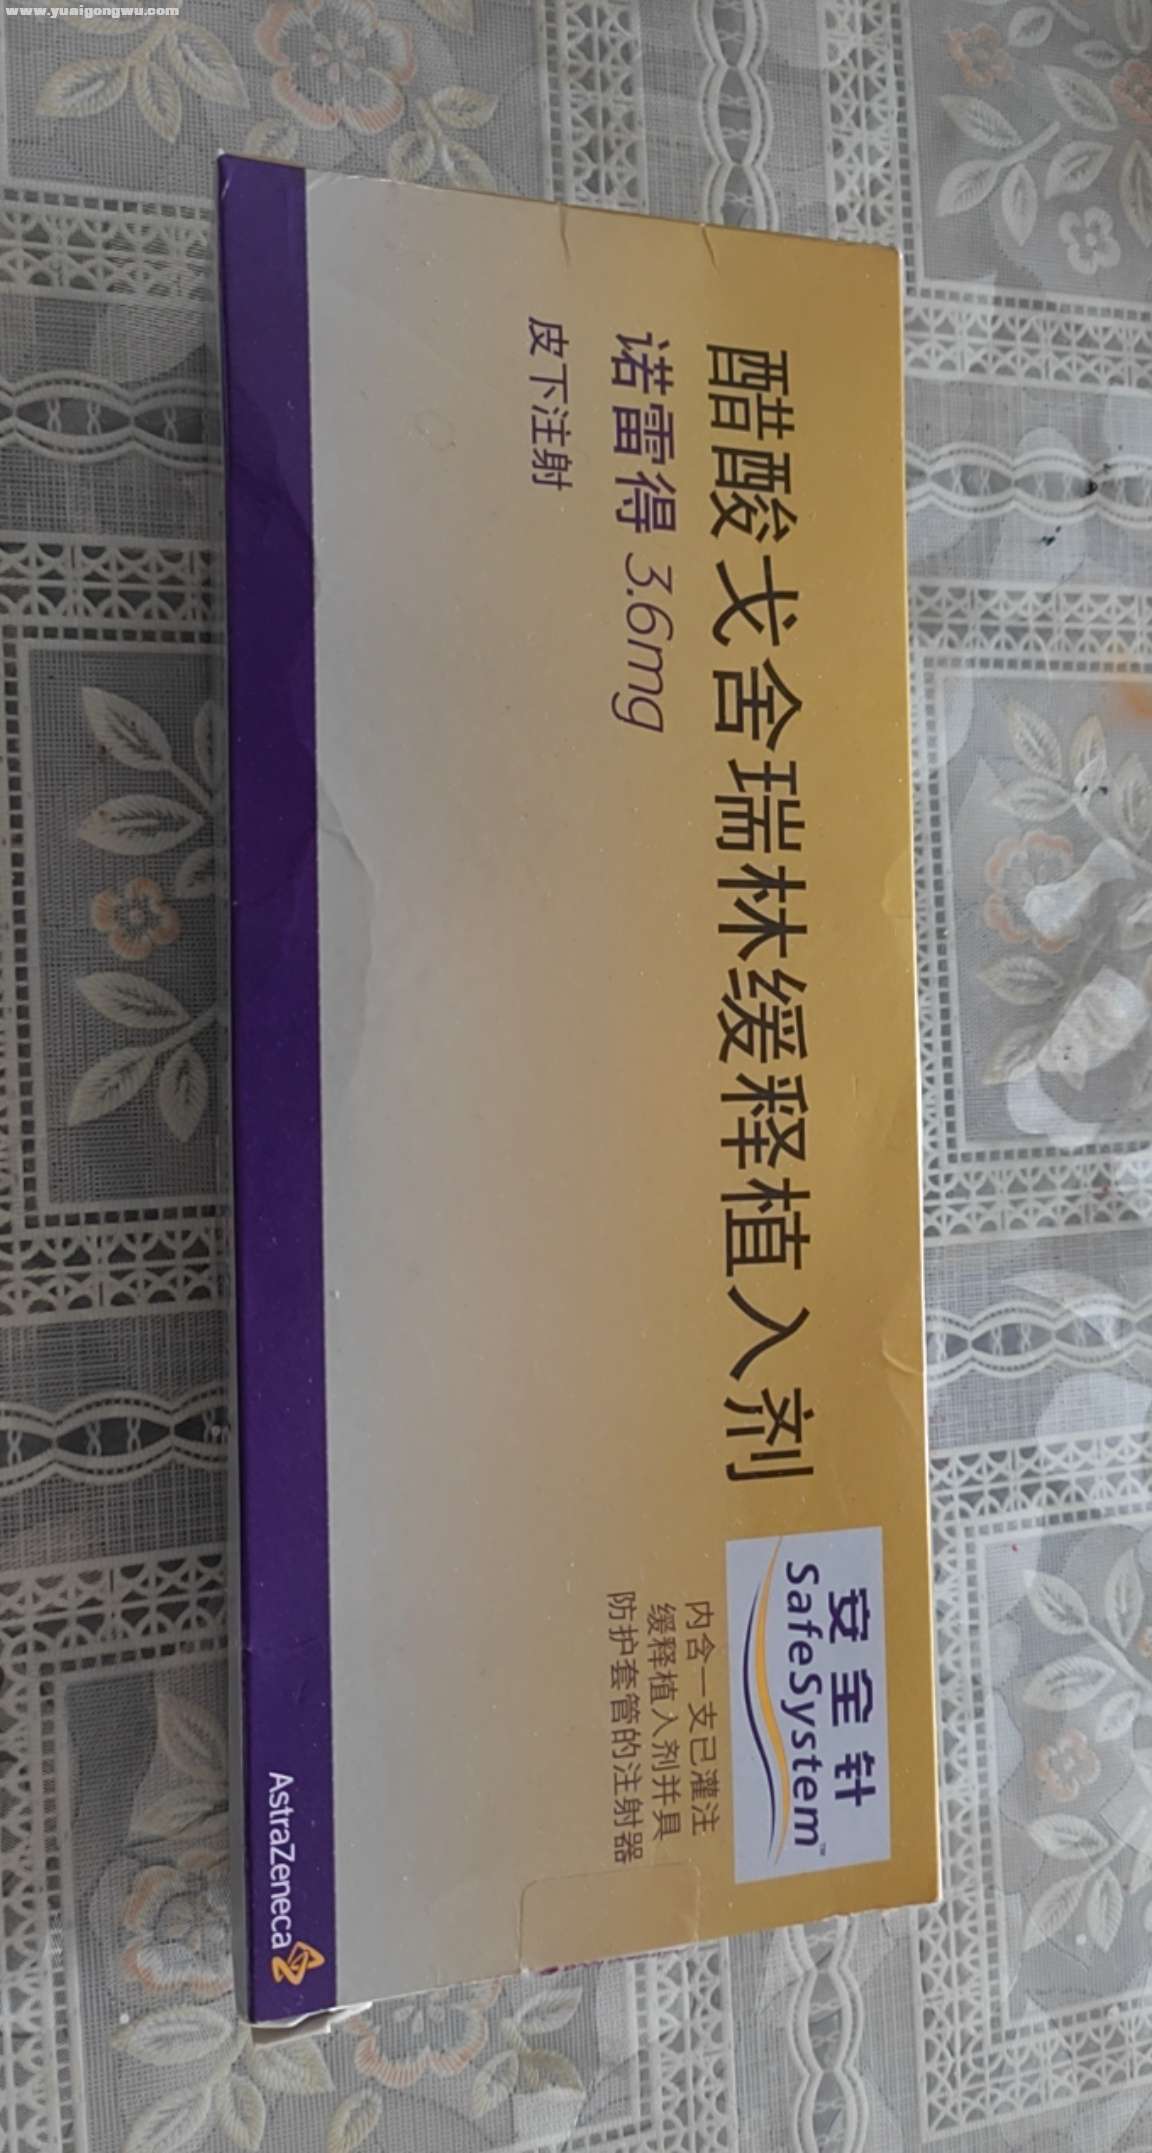 www.yuaigongwu.com
醋酸戈舍瑞林缓释植入剂
诺雷得 3.6mg
皮下注射
安全针
SafeSystem™
内含一支已灌注
缓释植入剂并具
防护套管的注射器
AstraZeneca